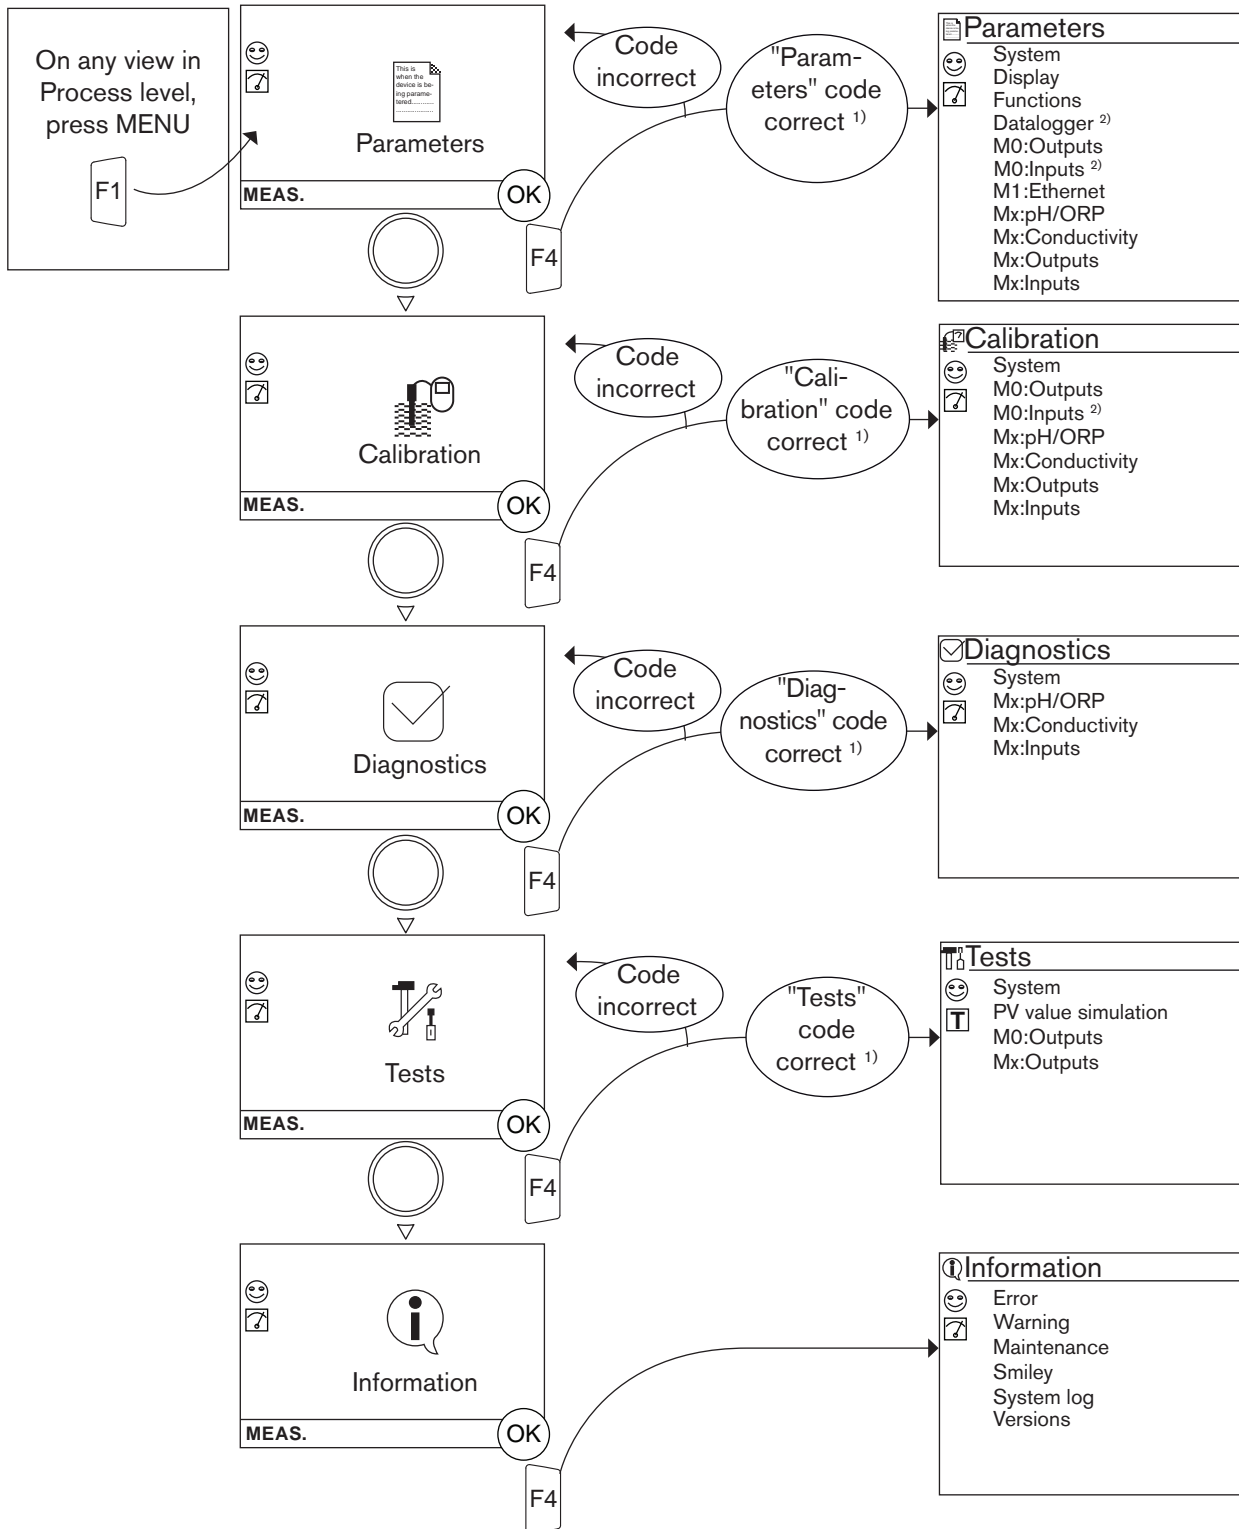 On any view in
Process level,
press MENU
F1
This is
when the
device is be-
ing parame-
tered............
......................
Parameters
MEAS.
OK
F4
Code
incorrect
"Param-
eters" code
correct 1)
Parameters
System
Display
Functions
Datalogger 2)
M0:Outputs
M0:Inputs 2)
M1:Ethernet
Mx:pH/ORP
Mx:Conductivity
Mx:Outputs
Mx:Inputs
Calibration
MEAS.
OK
F4
Code
incorrect
"Cali-
bration" code
correct 1)
Calibration
System
M0:Outputs
M0:Inputs 2)
Mx:pH/ORP
Mx:Conductivity
Mx:Outputs
Mx:Inputs
Diagnostics
MEAS.
OK
F4
Code
incorrect
"Diag-
nostics" code
correct 1)
Diagnostics
System
Mx:pH/ORP
Mx:Conductivity
Mx:Inputs
Tests
MEAS.
OK
F4
Code
incorrect
"Tests"
code
correct 1)
Tests
System
T
PV value simulation
M0:Outputs
Mx:Outputs
i
Information
MEAS.
OK
F4
i
Information
Error
Warning
Maintenance
Smiley
System log
Versions